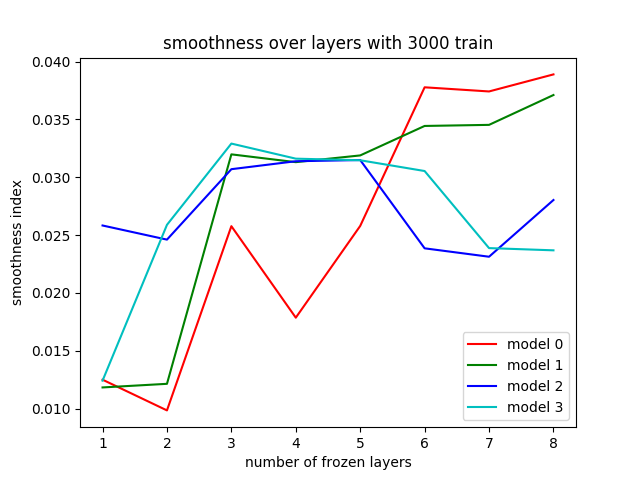 smoothness over layers with 3000 train
0.040
0.035
0.030
0.025
0.020
0.015
0.010
smoothness index
model 0
model 1
model 2
model 3
1 2 3 4 5 6 7 8
number of frozen layers